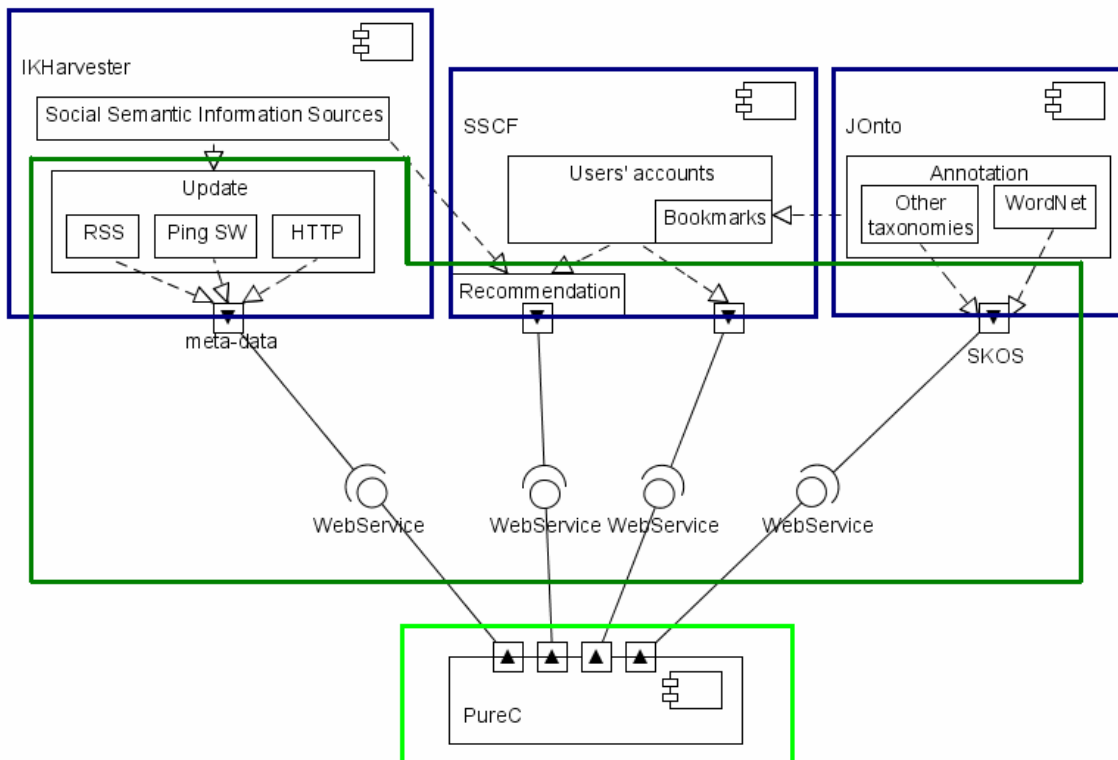 IKHarvester
Social Semantic Information Sources
Update
RSS
Ping SW
HTTP
meta-data
SSCF
Users' accounts
Bookmarks
Recommendation
JOnto
Annotation
Other
taxonomies
WordNet
SKOS
WebService
WebService
WebService
WebService
PureC